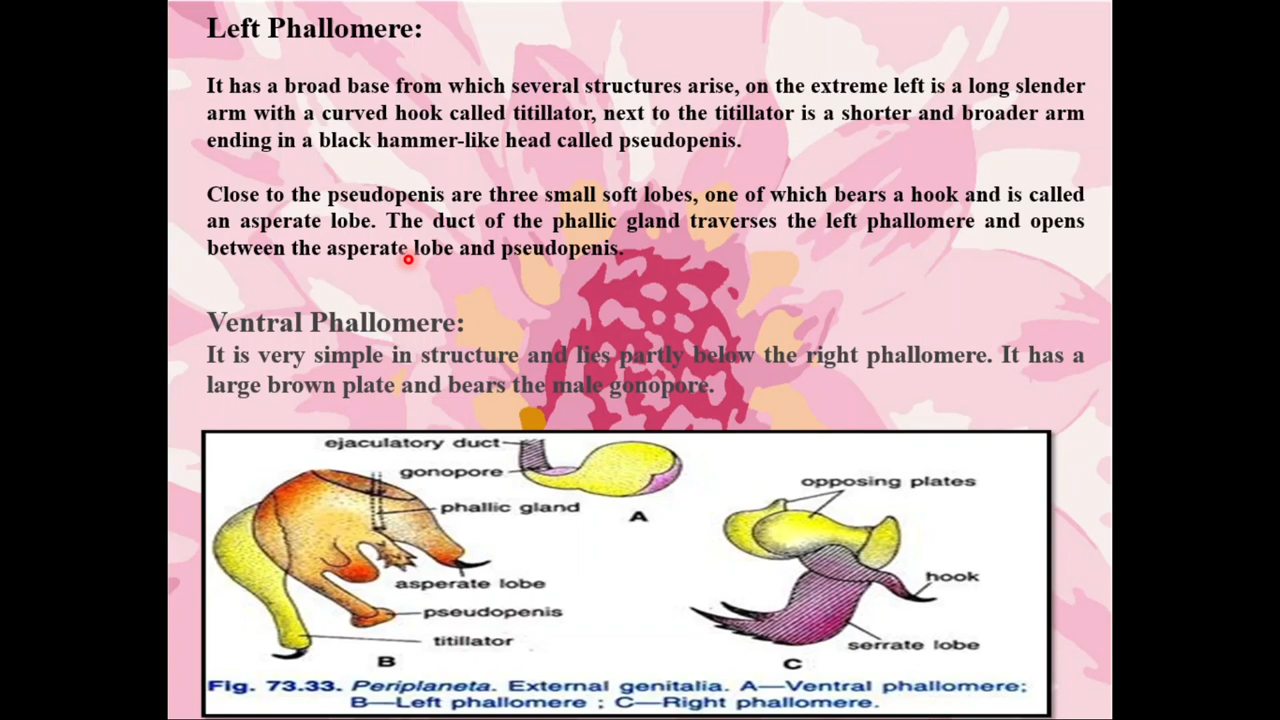 Left Phallomere:
It has a broad base from which several structures arise, on the extreme left is a long slender
arm with a curved hook called titillator, next to the titillator is a shorter and broader arm
ending in a black hammer-like head called pseudopenis.
Close to the pseudopenis are three small soft lobes, one of which bears a hook and is called
an asperate lobe. The duct of the phallic gland traverses the left phallomere and opens
between the asperate lobe and pseudopenis.
Ventral Phallomere:
It is very simple in structure and lies partly below the right phallomere. It has a
large brown plate and bears the male gonopore.
ejaculatory duct
gonopore
phallic gland
A
opposing plates
asperate lobe
hook
pseudopenis
titillator
serrate lobe
B
C
Fig. 73.33. Periplaneta. External genitalia. A—Ventral phallomere;
B—Left phallomere ; C—Right phallomere.